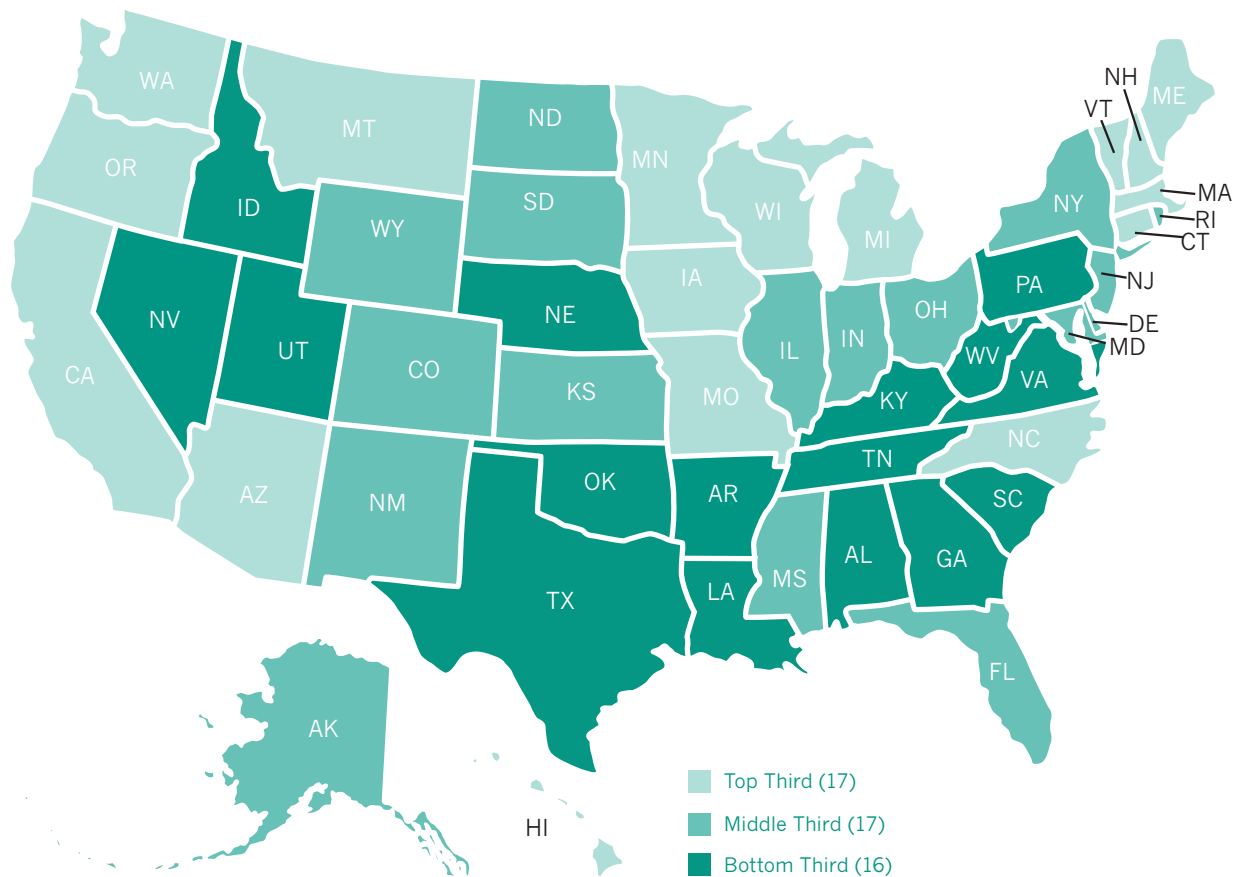 WA
MT
ND
MN
NH
VT
ME
OR
ID
WY
SD
WI
MI
NY
MA
RI
CT
NV
UT
CO
NE
IA
IL
IN
OH
PA
NJ
DE
MD
CA
KS
MO
KY
WV
VA
AZ
NM
OK
AR
TN
NC
SC
TX
LA
MS
AL
GA
FL
AK
HI
Top Third (17)
Middle Third (17)
Bottom Third (16)